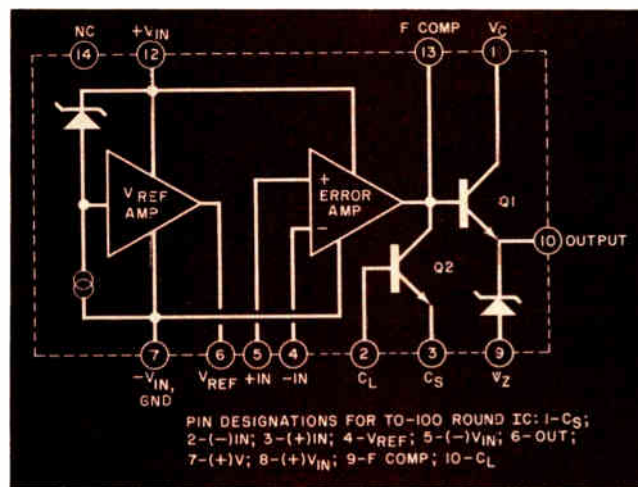 NC +VIN F COMP VC
14 12 13 1
VREF AMP
+ ERROR AMP -
Q1
Q2
10 OUTPUT
7 6 5 4 2 3 9
-VIN, GND VREF +IN -IN CL CS VZ
PIN DESIGNATIONS FOR TO-100 ROUND IC: 1-CS;
2-(-)IN; 3-(+)IN; 4-VREF; 5-(-)VIN; 6-OUT;
7-(+)V; 8-(+)VIN; 9-F COMP; 10-CL